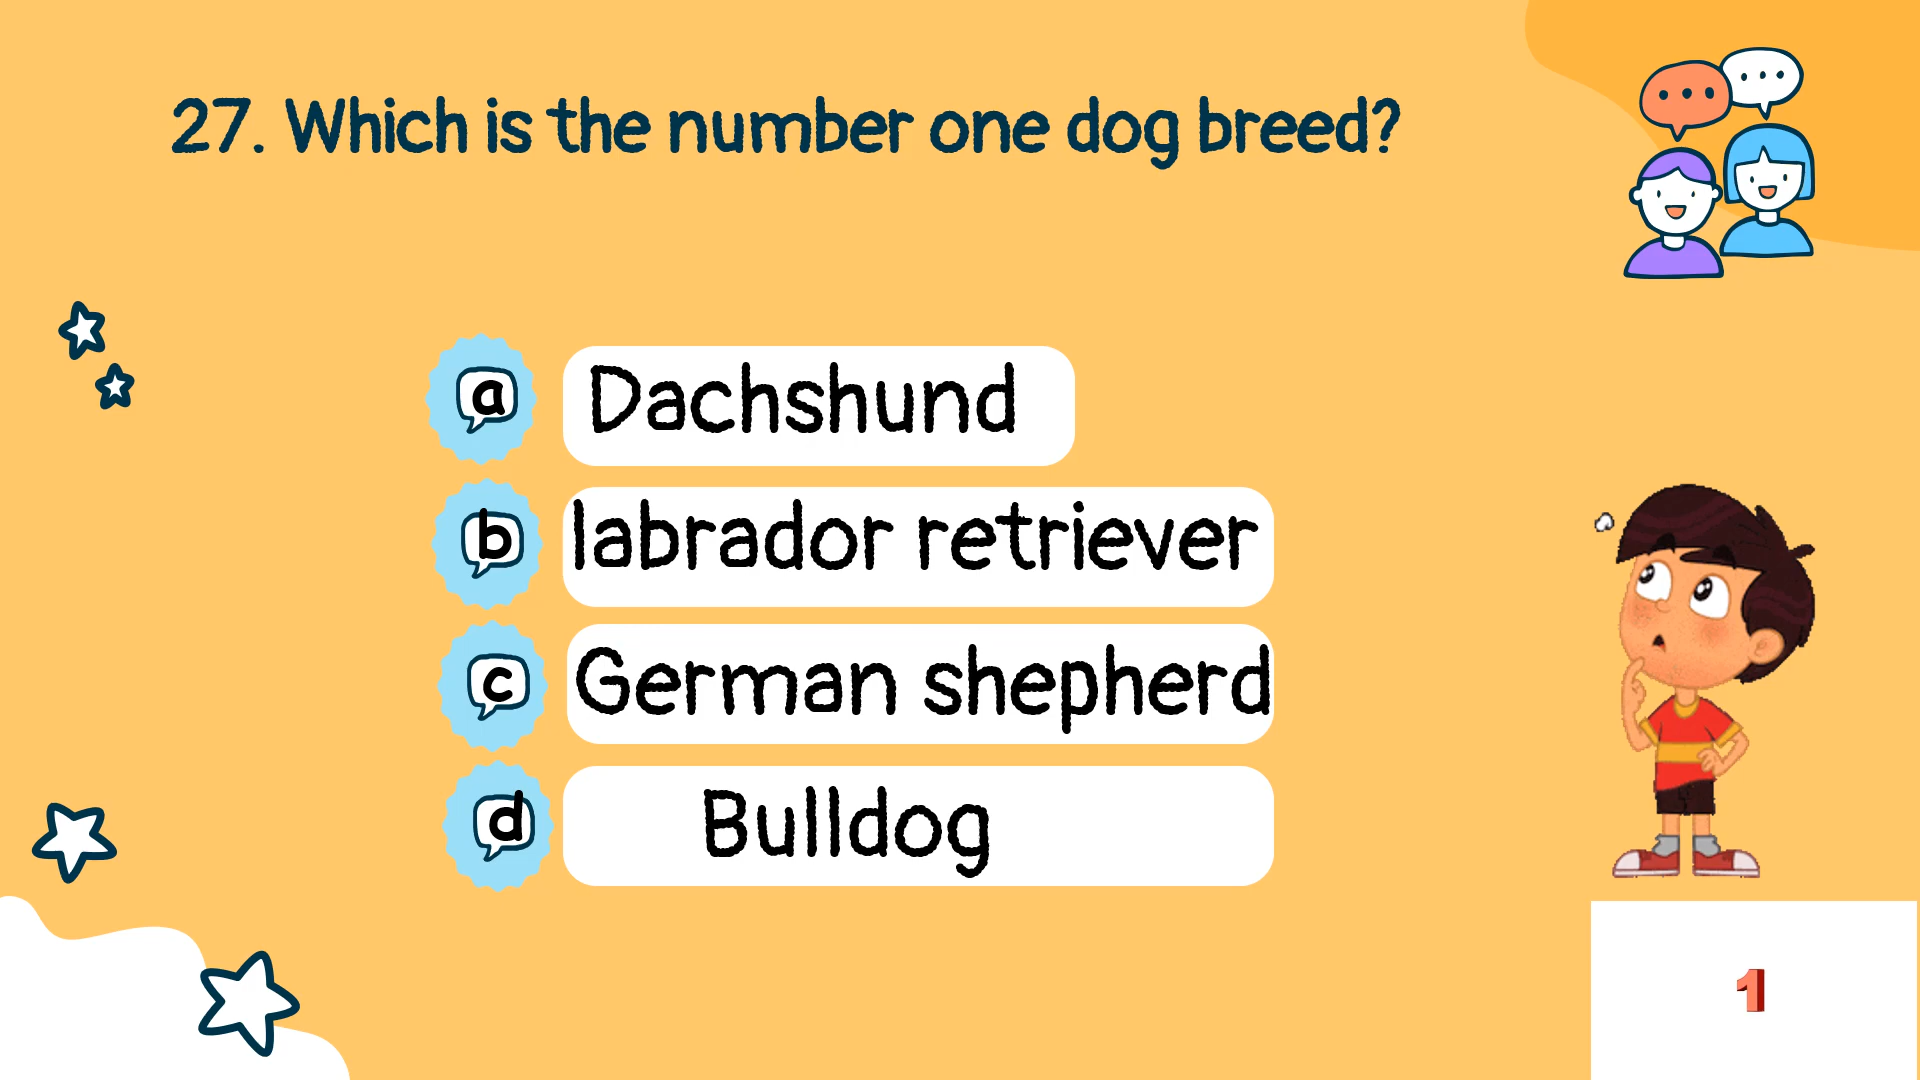 27. Which is the number one dog breed?
a Dachshund
b labrador retriever
c German shepherd
d Bulldog
1